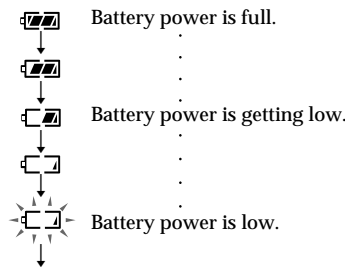 Battery power is full.
Battery power is getting low.
Battery power is low.